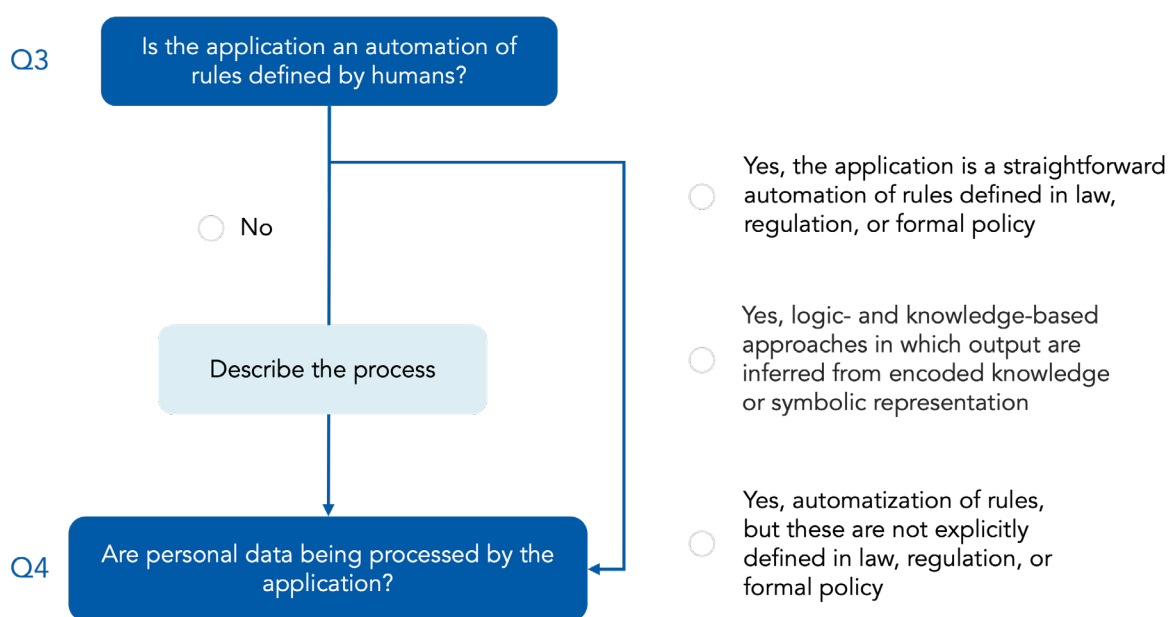 Q3
Is the application an automation of
rules defined by humans?
No
Yes, the application is a straightforward
automation of rules defined in law,
regulation, or formal policy
Yes, logic- and knowledge-based
approaches in which output are
inferred from encoded knowledge
or symbolic representation
Describe the process
Yes, automatization of rules,
but these are not explicitly
defined in law, regulation, or
formal policy
Q4
Are personal data being processed by the
application?